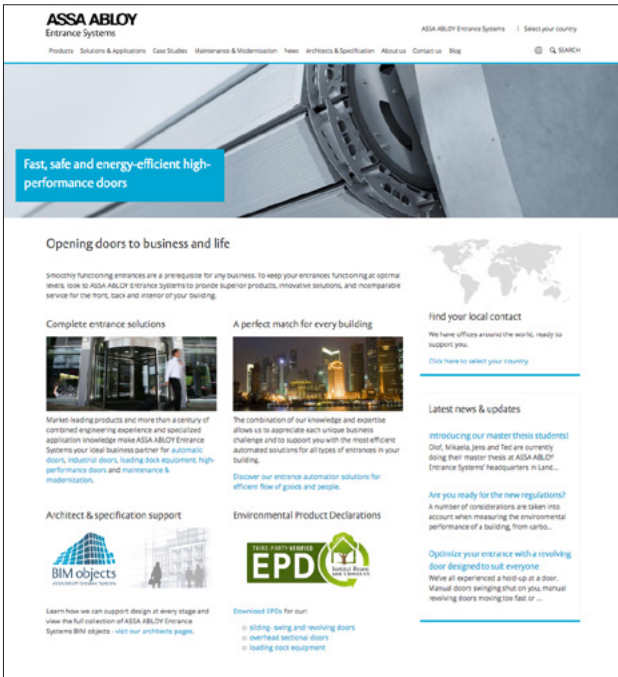 ASSA ABLOY
Entrance Systems
ASSA ABLOY Entrance Systems | Select your country
Products Solutions & Applications Case Studies Maintenance & Modernization News Architects & Specification About us Contact us Blog
SEARCH
Fast, safe and energy-efficient high-
performance doors
Opening doors to business and life
Smoothly functioning entrances are a prerequisite for any business. To keep your entrances functioning at optimal
levels, look to ASSA ABLOY Entrance Systems to provide superior products, innovative solutions, and incomparable
service for the front, back and interior of your building.
Complete entrance solutions
Market-leading products and more than a century of
combined engineering experience and specialized
application knowledge make ASSA ABLOY Entrance
Systems your ideal business partner for automatic
doors, industrial doors, loading dock equipment, high-
performance doors and maintenance &
modernization.
A perfect match for every building
The combination of our knowledge and expertise
allows us to appreciate each unique business
challenge and to support you with the most efficient
automated solutions for all types of entrances in your
building.
Discover our entrance automation solutions for
efficient flow of goods and people.
Architect & specification support
BIM objects
ASSA ABLOY Entrance Systems
Learn how we can support design at every stage and
view the full collection of ASSA ABLOY Entrance
Systems BIM objects - visit our architects pages.
Environmental Product Declarations
THIRD-PARTY VERIFIED
EPD
Download EPDs for our:
sliding- swing and revolving doors
overhead sectional doors
loading dock equipment
Find your local contact
We have offices around the world, ready to
support you.
Click here to select your country
Latest news & updates
Introducing our master thesis students!
Olof, Mikaela, Jens and Ted are currently
doing their master thesis at ASSA ABLOY
Entrance Systems' headquarters in Land...
Are you ready for the new regulations?
A number of considerations are taken into
account when measuring the environmental
performance of a building, from carbo...
Optimize your entrance with a revolving
door designed to suit everyone
We've all experienced a hold-up at a door.
Manual doors swinging shut on you, manual
revolving doors moving too fast or ...